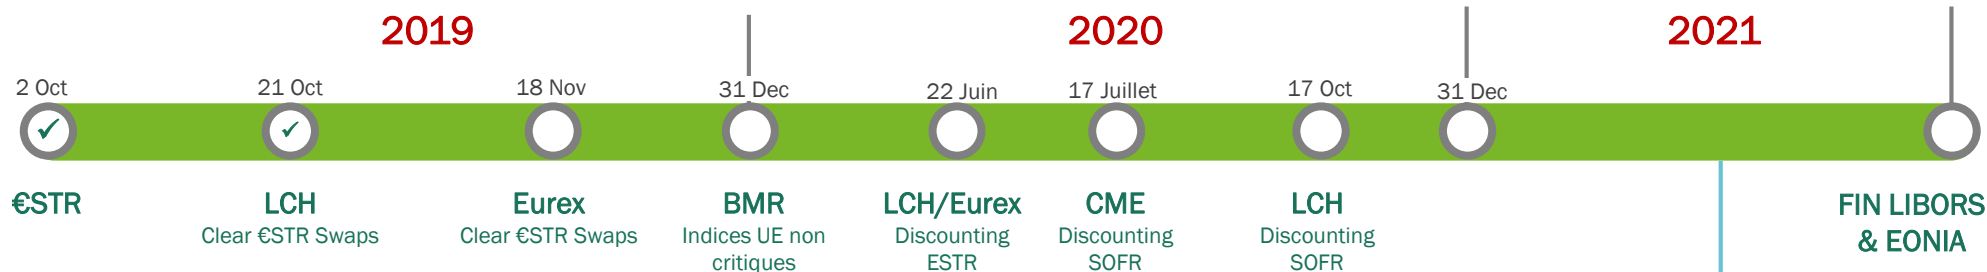 2019
2020
2021
2 Oct
21 Oct
18 Nov
31 Dec
22 Juin
17 Juillet
17 Oct
31 Dec
€STR
LCH
Clear €STR Swaps
Eurex
Clear €STR Swaps
BMR
Indices UE non
critiques
LCH/Eurex
Discounting
ESTR
CME
Discounting
SOFR
LCH
Discounting
SOFR
FIN LIBORS
& EONIA